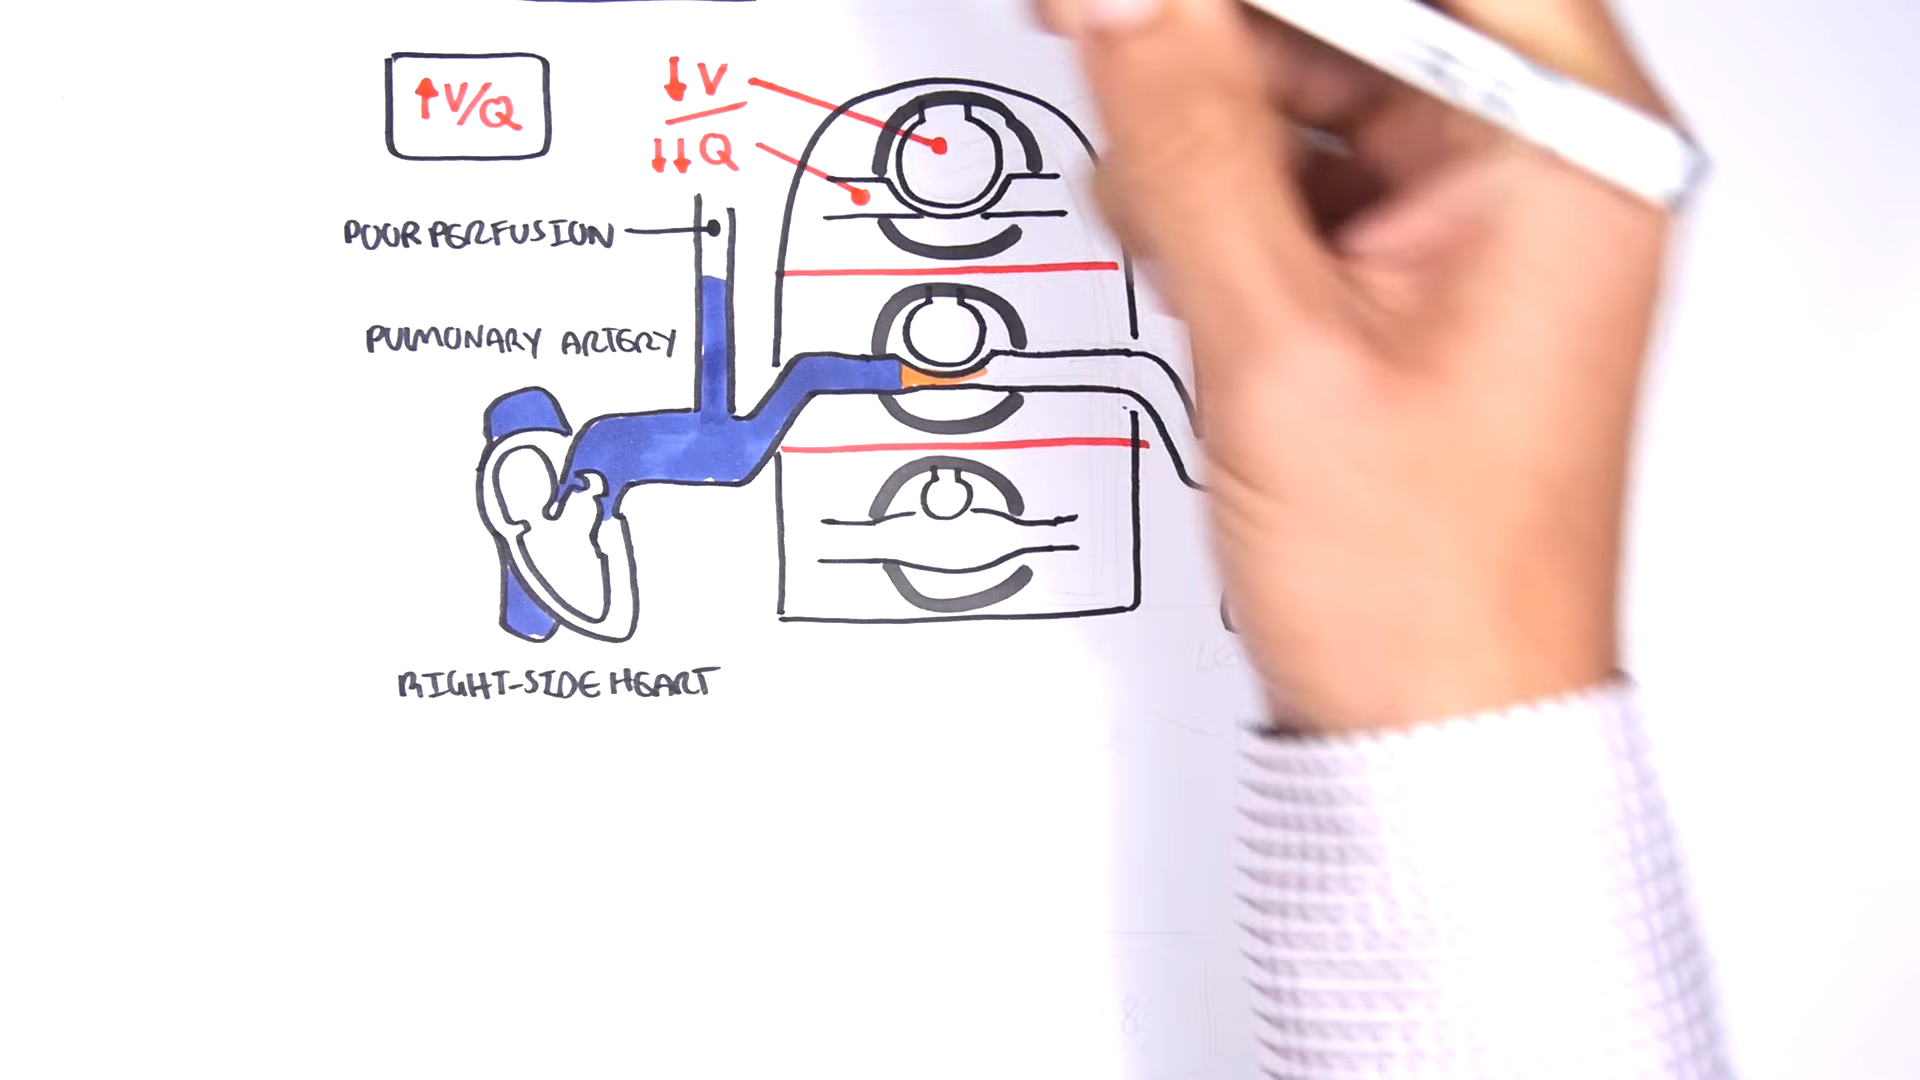 ↑V/Q
↓V
↓↓Q
POOR PERFUSION
PULMONARY ARTERY
RIGHT-SIDE HEART